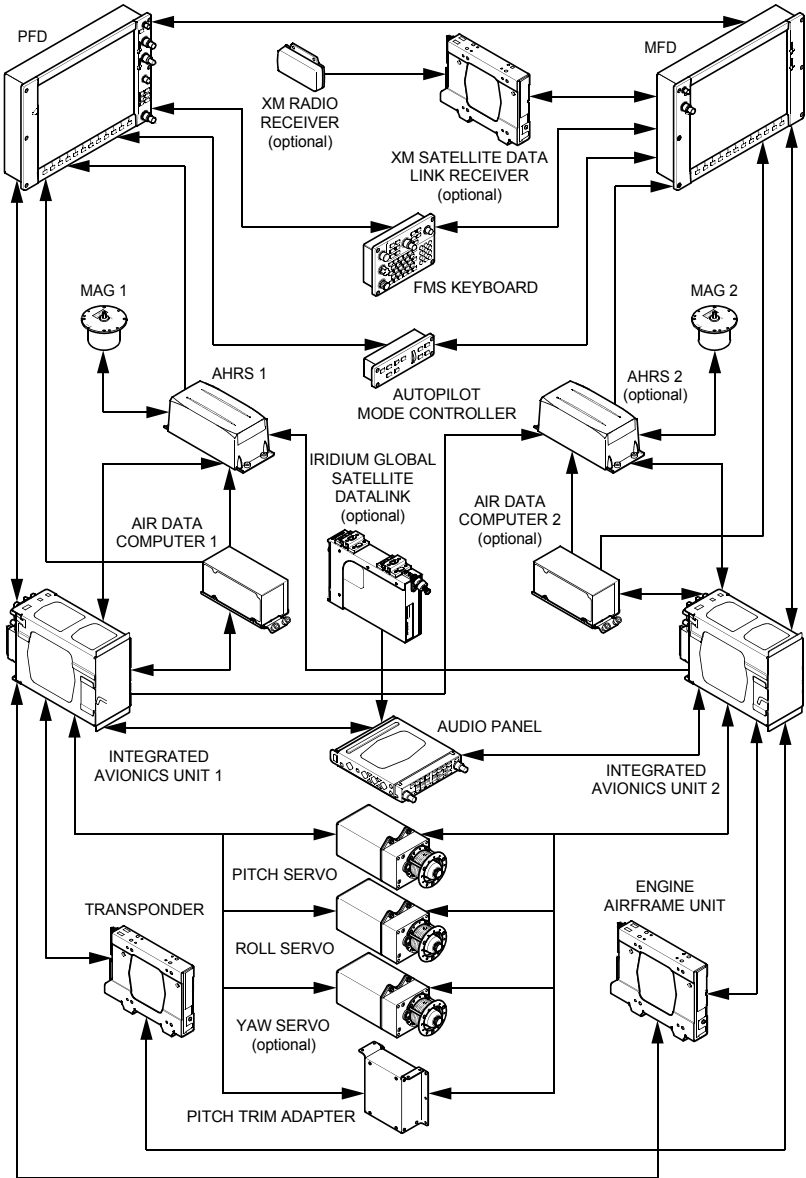 PFD
MFD
XM RADIO
RECEIVER
(optional)
XM SATELLITE DATA
LINK RECEIVER
(optional)
FMS KEYBOARD
MAG 1
MAG 2
AHRS 1
AUTOPILOT
MODE CONTROLLER
AHRS 2
(optional)
IRIDIUM GLOBAL
SATELLITE
DATALINK
(optional)
AIR DATA
COMPUTER 1
AIR DATA
COMPUTER 2
(optional)
AUDIO PANEL
INTEGRATED
AVIONICS UNIT 1
INTEGRATED
AVIONICS UNIT 2
PITCH SERVO
TRANSPONDER
ENGINE
AIRFRAME UNIT
ROLL SERVO
YAW SERVO
(optional)
PITCH TRIM ADAPTER